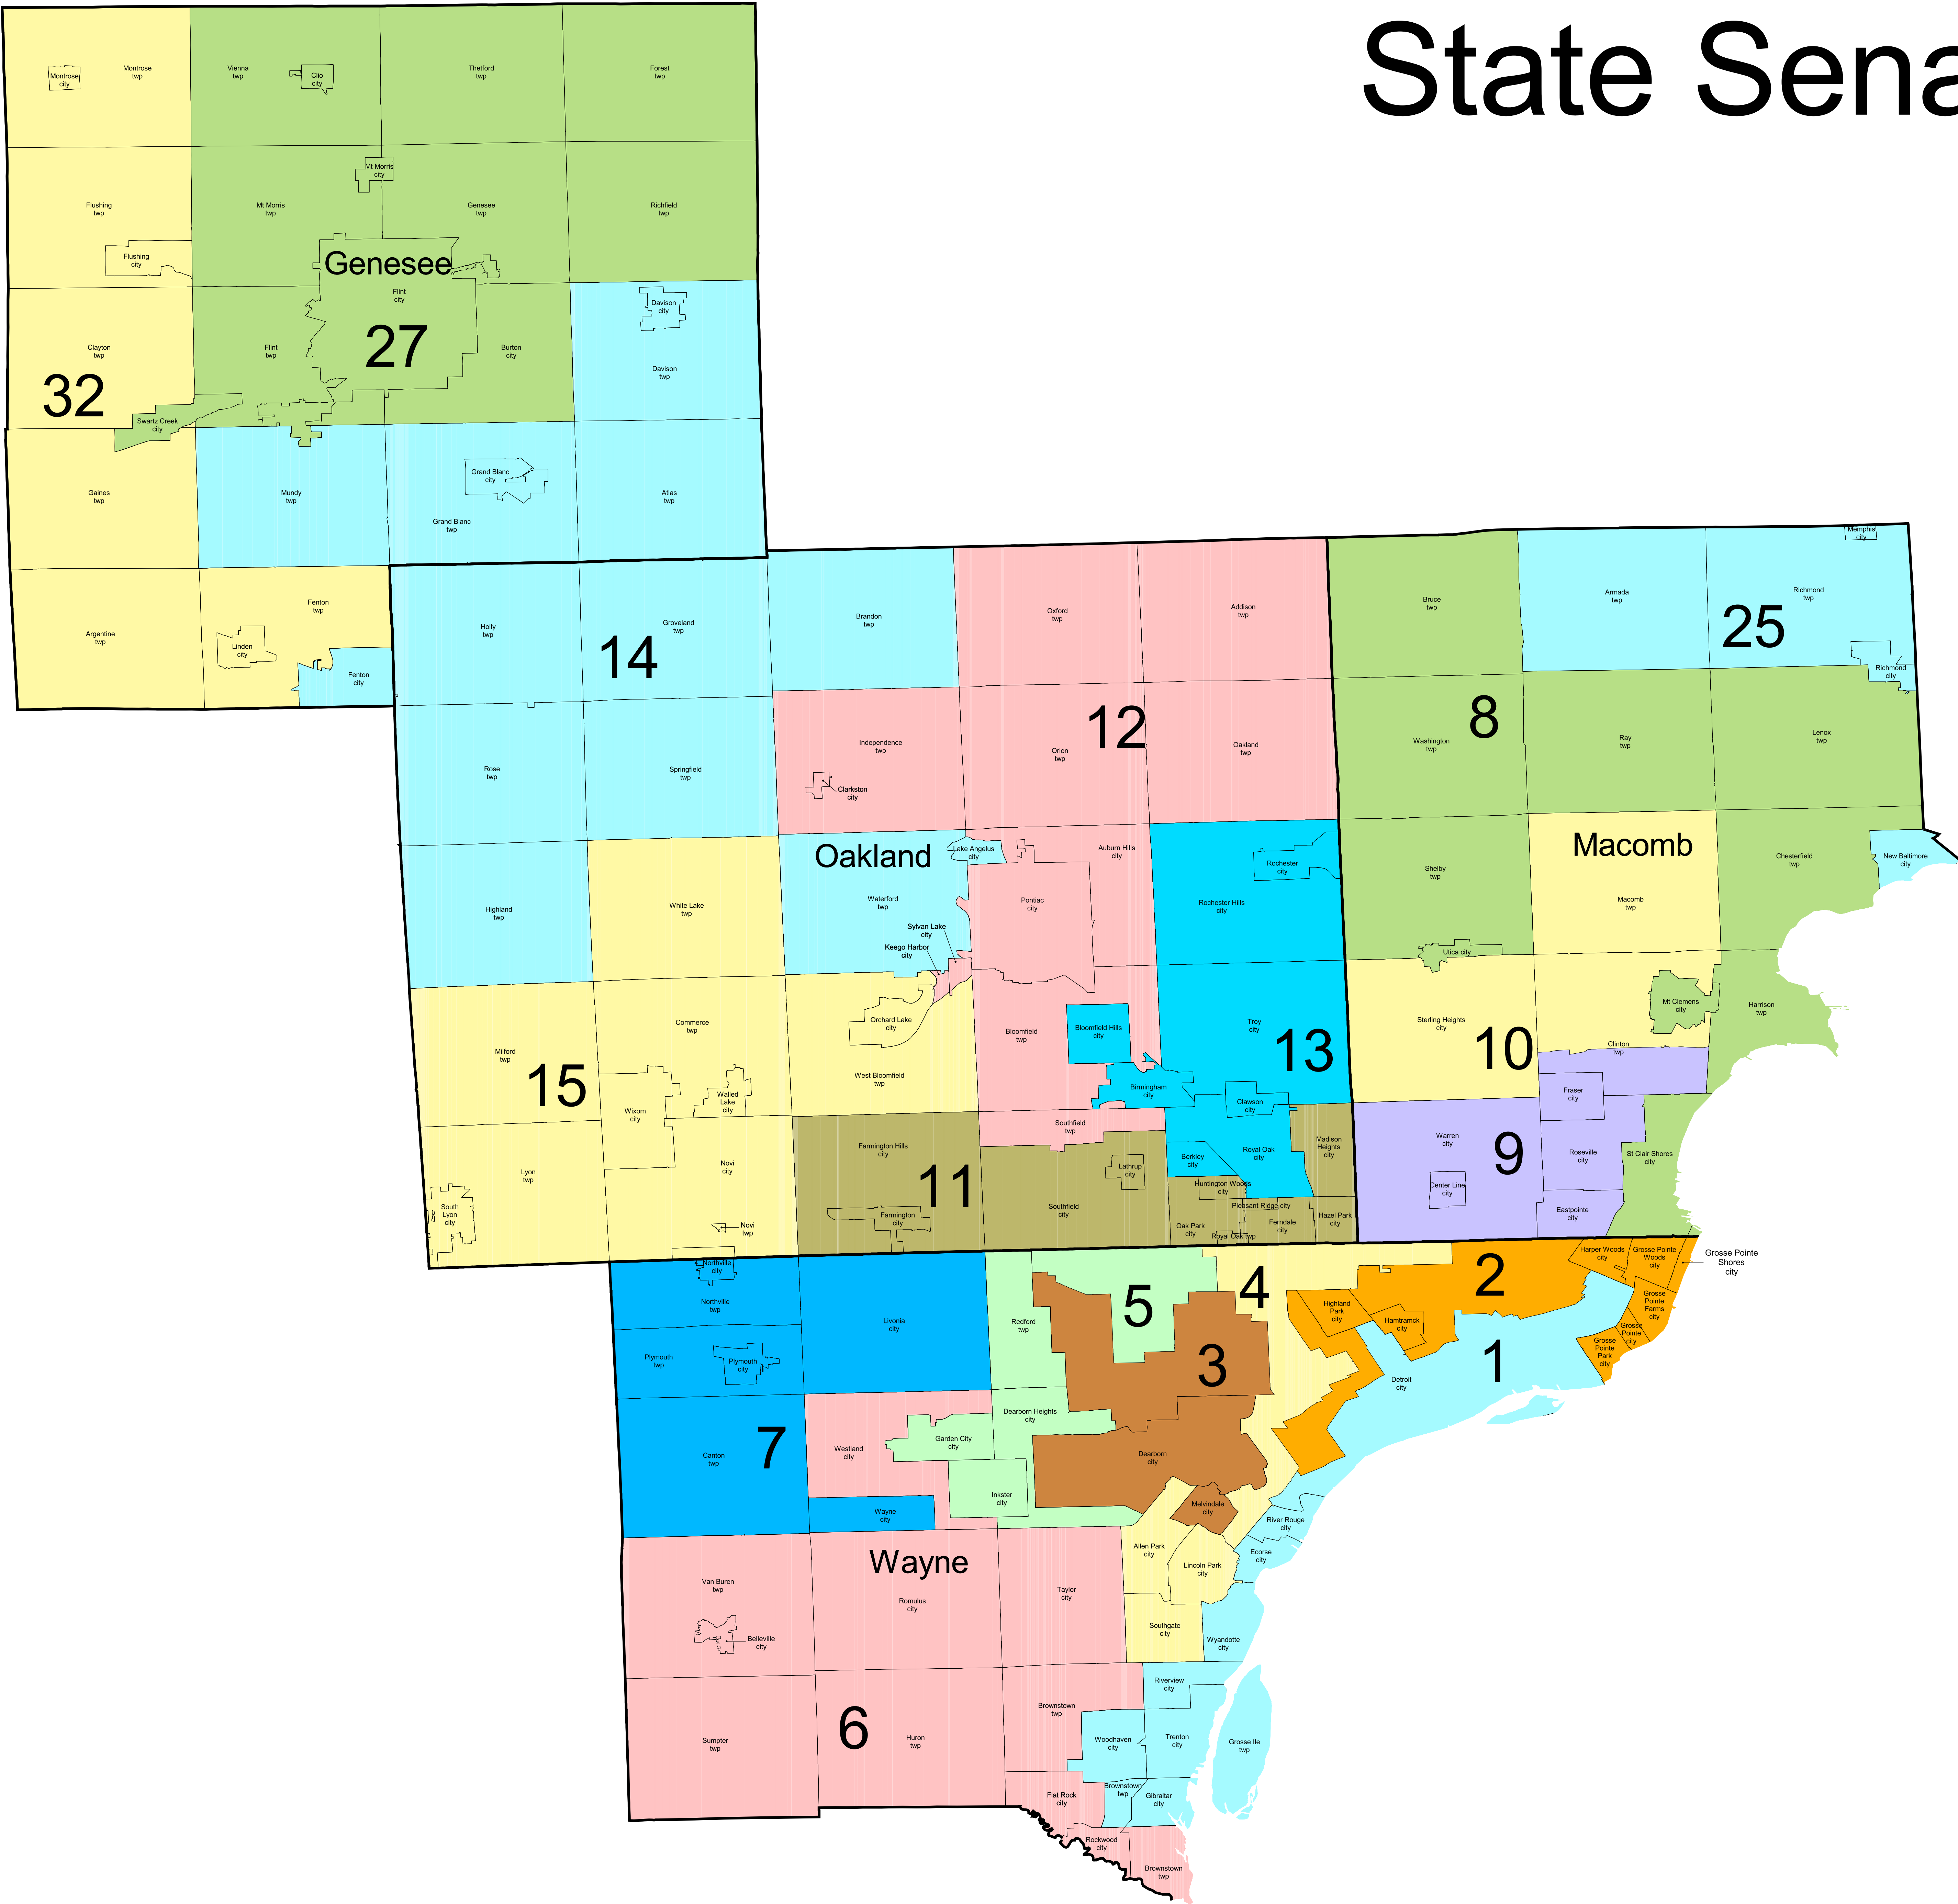 State Sena
Montrose
city
Montrose
twp
Vienna
twp
Clio
city
Thetford
twp
Forest
twp
Flushing
twp
Flushing
city
Mt Morris
twp
Mt Morris
city
Genesee
twp
Richfield
twp
Genesee
Flint
city
27
Clayton
twp
32
Flint
twp
Burton
city
Davison
city
Davison
twp
Swartz Creek
city
Gaines
twp
Mundy
twp
Grand Blanc
city
Grand Blanc
twp
Atlas
twp
Argentine
twp
Fenton
twp
Linden
city
Fenton
city
Holly
twp
Groveland
twp
14
Brandon
twp
Oxford
twp
Addison
twp
Rose
twp
Springfield
twp
Independence
twp
Clarkston
city
Orion
twp
12
Oakland
twp
Highland
twp
White Lake
twp
Oakland
Waterford
twp
Lake Angelus
city
Sylvan Lake
city
Keego Harbor
city
Auburn Hills
city
Pontiac
city
Rochester
city
Rochester Hills
city
Milford
twp
15
Commerce
twp
Wixom
city
Walled
Lake
city
Orchard Lake
city
West Bloomfield
twp
Bloomfield
twp
Bloomfield Hills
city
Birmingham
city
Troy
city
13
Clawson
city
Lyon
twp
South
Lyon
city
Novi
city
Novi
twp
Farmington Hills
city
11
Farmington
city
Southfield
twp
Lathrup
city
Southfield
city
Berkley
city
Royal Oak
city
Madison
Heights
city
Huntington Woods
city
Pleasant Ridge city
Oak Park
city
Royal Oak twp
Ferndale
city
Hazel Park
city
Bruce
twp
Armada
twp
Richmond
twp
Memphis
city
25
Richmond
city
Washington
twp
8
Ray
twp
Lenox
twp
Shelby
twp
Utica city
Macomb
Macomb
twp
Chesterfield
twp
New Baltimore
city
Sterling Heights
city
10
Mt Clemens
city
Clinton
twp
Harrison
twp
Warren
city
9
Center Line
city
Fraser
city
Roseville
city
Eastpointe
city
St Clair Shores
city
Northville
city
Northville
twp
Livonia
city
Plymouth
twp
Plymouth
city
Canton
twp
7
Redford
twp
5
4
3
2
1
Highland
Park
city
Hamtramck
city
Harper Woods
city
Grosse Pointe
Woods
city
Grosse Pointe
Shores
city
Grosse
Pointe
Farms
city
Grosse
Pointe
city
Grosse
Pointe
Park
city
Detroit
city
Westland
city
Garden City
city
Dearborn Heights
city
Dearborn
city
Inkster
city
Wayne
city
Melvindale
city
River Rouge
city
Ecorse
city
Allen Park
city
Lincoln Park
city
Wayne
Van Buren
twp
Belleville
city
Romulus
city
Taylor
city
Southgate
city
Wyandotte
city
Sumpter
twp
6
Huron
twp
Brownstown
twp
Riverview
city
Woodhaven
city
Trenton
city
Grosse Ile
twp
Flat Rock
city
Brownstown
twp
Gibraltar
city
Rockwood
city
Brownstown
twp